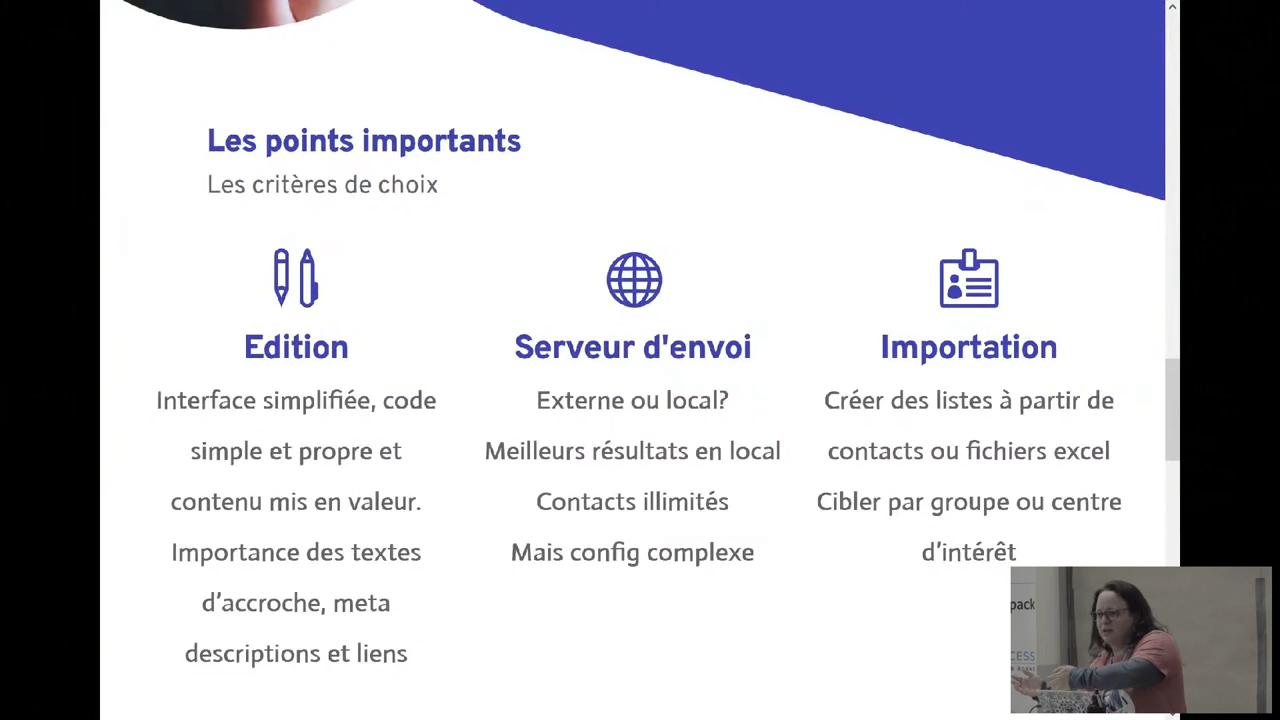 Les points importants
Les critères de choix
Edition
Interface simplifiée, code
simple et propre et
contenu mis en valeur.
Importance des textes
d'accroche, meta
descriptions et liens
Serveur d'envoi
Externe ou local?
Meilleurs résultats en local
Contacts illimités
Mais config complexe
Importation
Créer des listes à partir de
contacts ou fichiers excel
Cibler par groupe ou centre
d'intérêt
pack
CESS